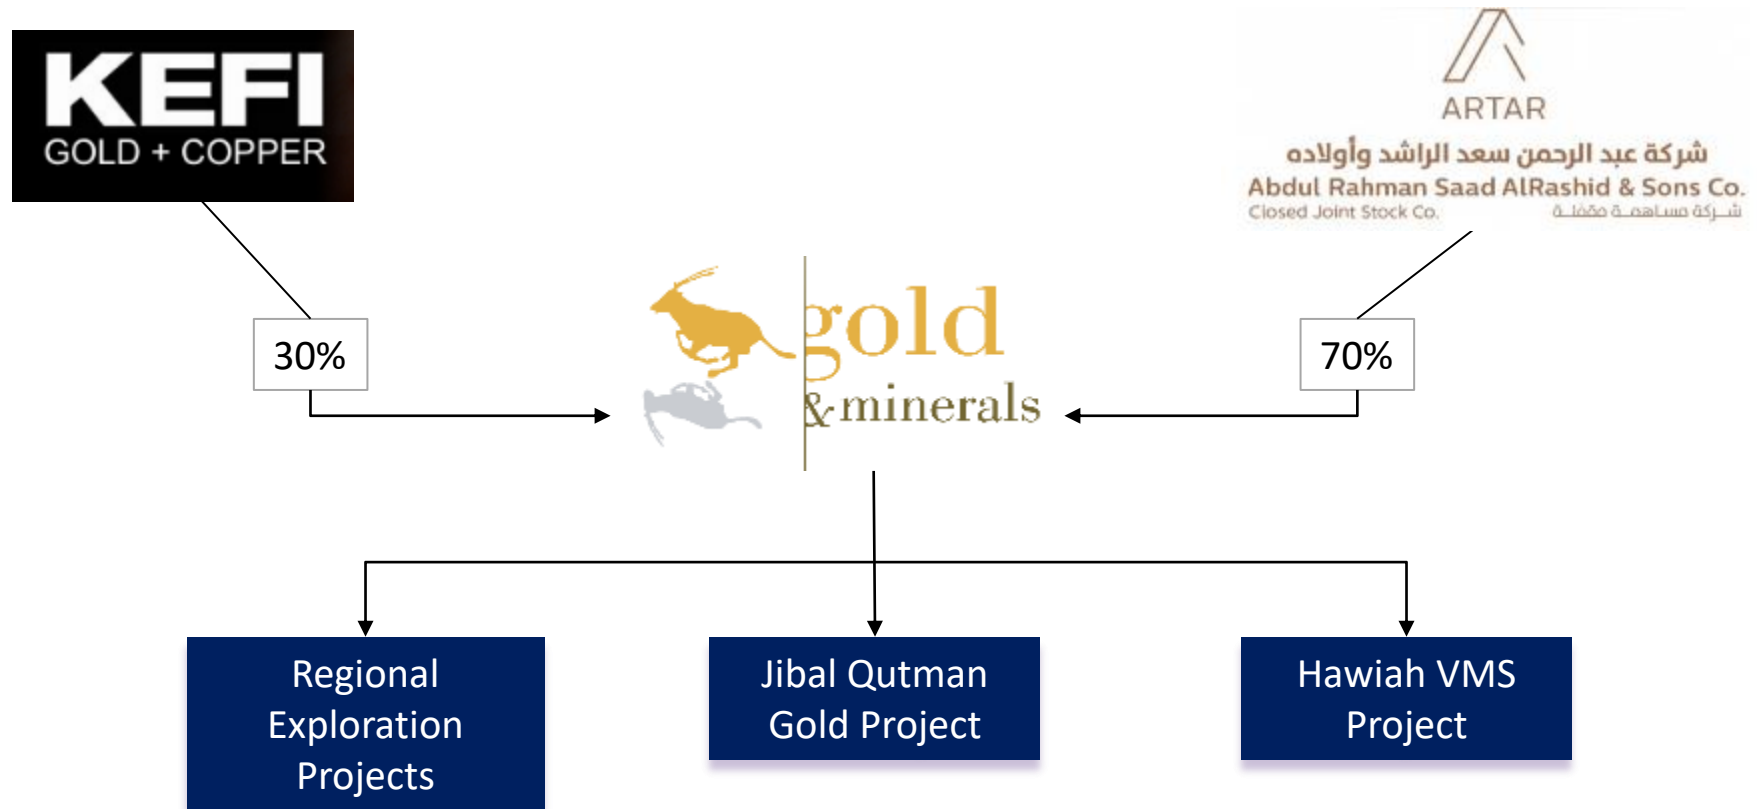 KEFI
GOLD + COPPER
ARTAR
شركة عبد الرحمن سعد الراشد وأولاده
Abdul Rahman Saad AlRashid & Sons Co.
Closed Joint Stock Co. شركة مساهمة مقفلة
30%
gold
& minerals
70%
Regional
Exploration
Projects
Jibal Qutman
Gold Project
Hawiah VMS
Project